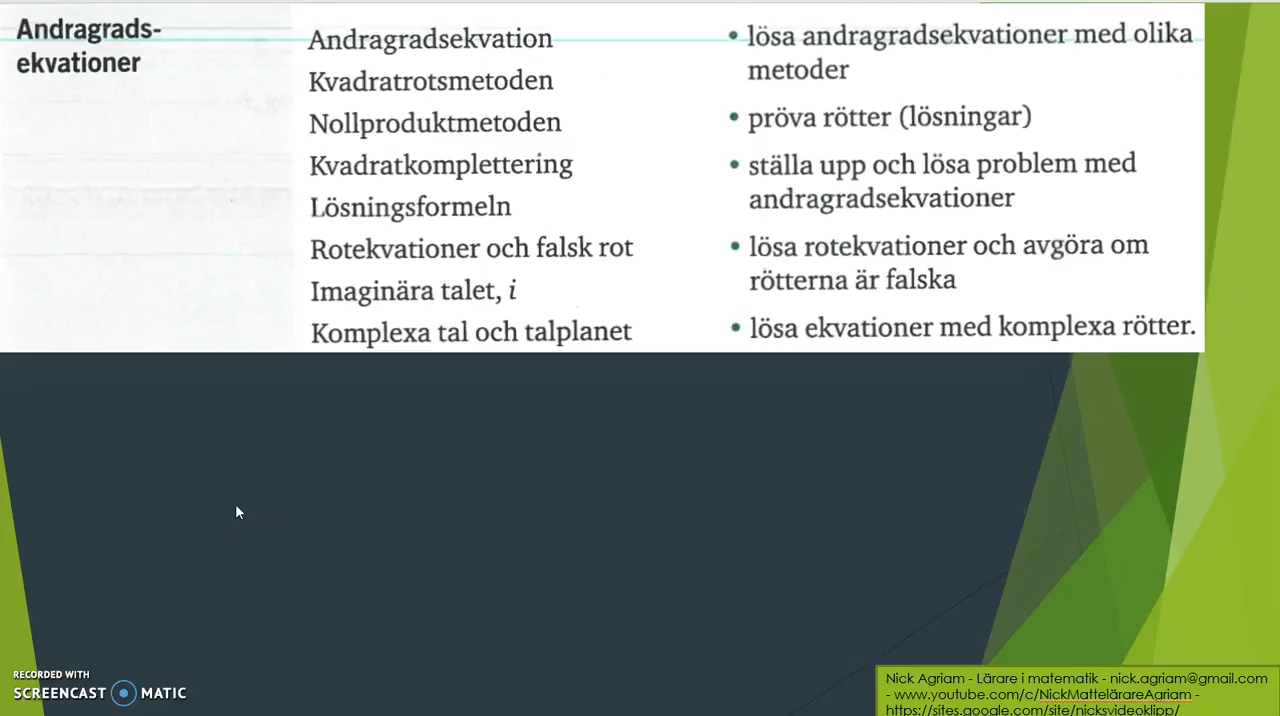 Andragrads-
ekvationer
Andragradsekvation
Kvadratrotsmetoden
Nollproduktmetoden
Kvadratkomplettering
Lösningsformeln
Rotekvationer och falsk rot
Imaginära talet, i
Komplexa tal och talplanet
• lösa andragradsekvationer med olika
metoder
• pröva rötter (lösningar)
• ställa upp och lösa problem med
andragradsekvationer
• lösa rotekvationer och avgöra om
rötterna är falska
• lösa ekvationer med komplexa rötter.
RECORDED WITH
SCREENCAST MATIC
Nick Agriam - Lärare i matematik - nick.agriam@gmail.com
- www.youtube.com/c/NickMattelärareAgriam -
https://sites.google.com/site/nicksvideoklipp/